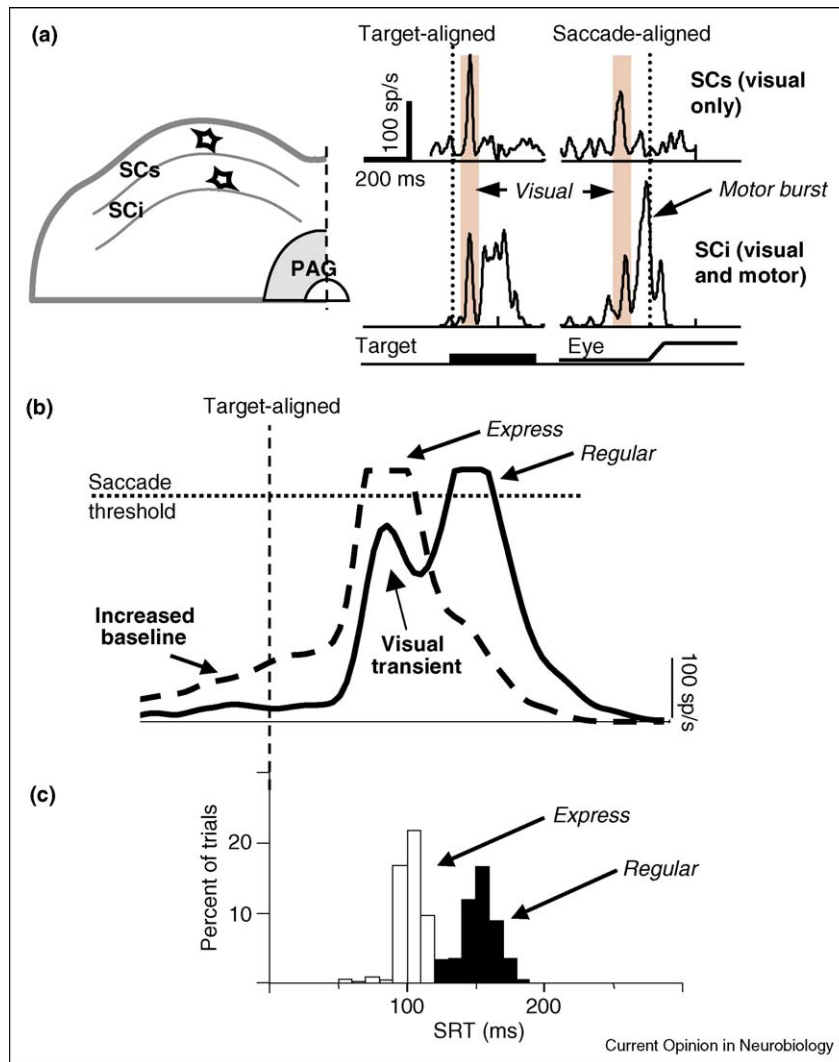 (a)
Target-aligned
Saccade-aligned
100 sp/s
SCs (visual
only)
200 ms
Visual
Motor burst
SCs
SCi
PAG
SCi (visual
and motor)
Target
Eye
(b)
Target-aligned
Express
Regular
Saccade
threshold
Increased
baseline
Visual
transient
100 sp/s
(c)
Percent of trials
20
10
Express
Regular
100
200
SRT (ms)
Current Opinion in Neurobiology